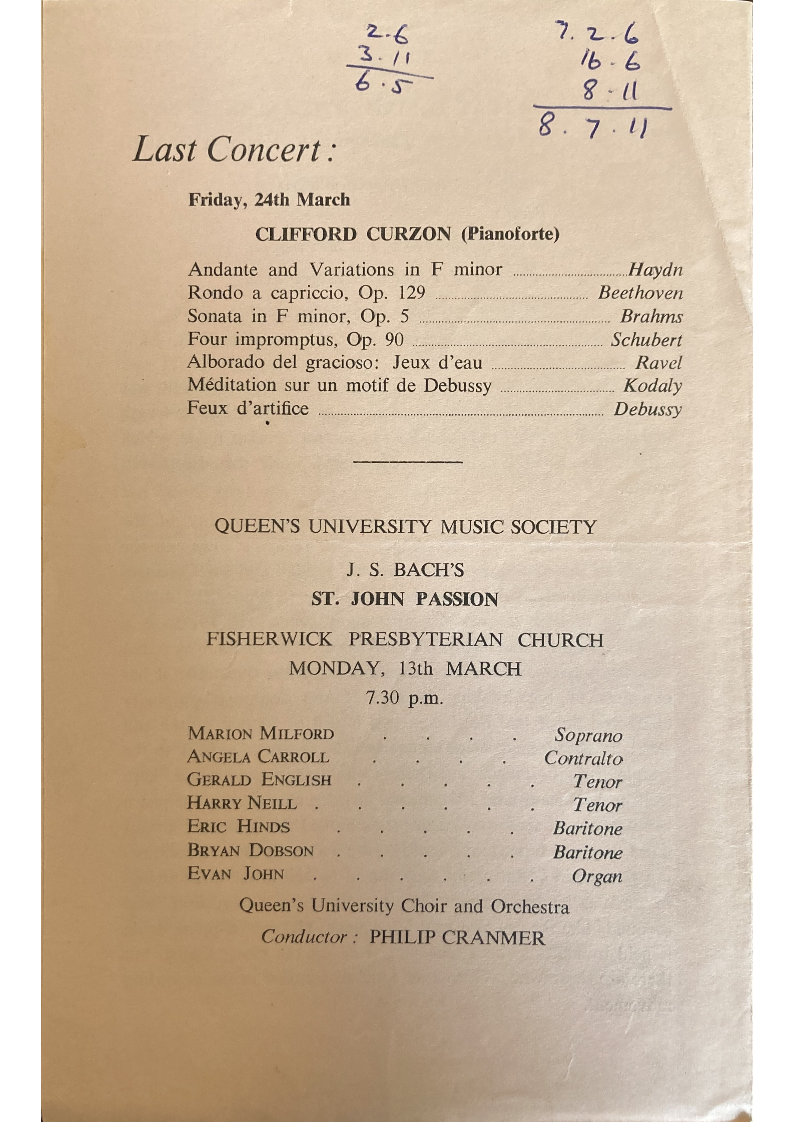 2.6
3.11
6.5
7.2.6
16.6
8.11
8.7.11
Last Concert:
Friday, 24th March
CLIFFORD CURZON (Pianoforte)
Andante and Variations in F minor ........ Haydn
Rondo a capriccio, Op. 129 ........ Beethoven
Sonata in F minor, Op. 5 ........ Brahms
Four impromptus, Op. 90 ........ Schubert
Alborado del gracioso: Jeux d'eau ........ Ravel
Méditation sur un motif de Debussy ........ Kodaly
Feux d'artifice ........ Debussy
QUEEN'S UNIVERSITY MUSIC SOCIETY
J. S. BACH'S
ST. JOHN PASSION
FISHERWICK PRESBYTERIAN CHURCH
MONDAY, 13th MARCH
7.30 p.m.
MARION MILFORD . . . . Soprano
ANGELA CARROLL . . . . Contralto
GERALD ENGLISH . . . . . Tenor
HARRY NEILL . . . . . . Tenor
ERIC HINDS . . . . . Baritone
BRYAN DOBSON . . . . . Baritone
EVAN JOHN . . . . . . Organ
Queen's University Choir and Orchestra
Conductor: PHILIP CRANMER